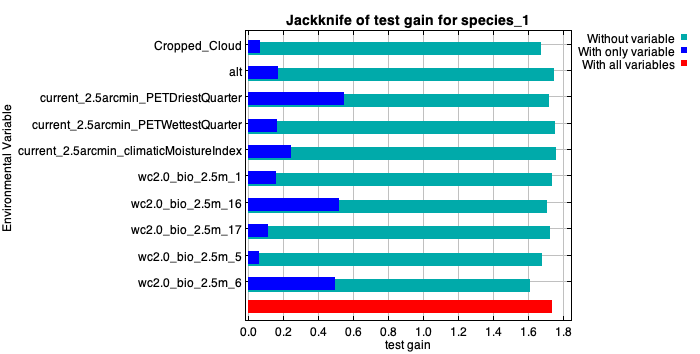 Jackknife of test gain for species_1
Without variable
With only variable
With all variables
Environmental Variable
Cropped_Cloud
alt
current_2.5arcmin_PETDriestQuarter
current_2.5arcmin_PETWettestQuarter
current_2.5arcmin_climaticMoistureIndex
wc2.0_bio_2.5m_1
wc2.0_bio_2.5m_16
wc2.0_bio_2.5m_17
wc2.0_bio_2.5m_5
wc2.0_bio_2.5m_6
0.0 0.2 0.4 0.6 0.8 1.0 1.2 1.4 1.6 1.8
test gain